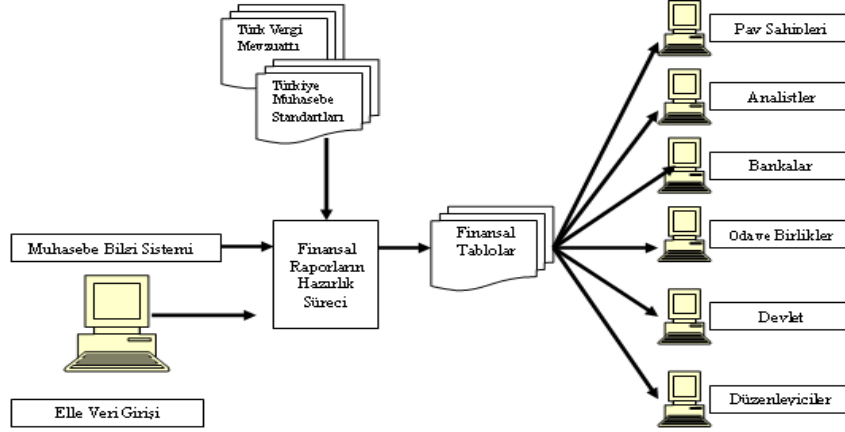 Türk Vergi
Mevzuattı
Türkiye
Muhasebe
Standartları
Muhasebe Bilgi Sistemi
Elle Veri Girişi
Finansal
Raporların
Hazırlık
Süreci
Finansal
Tablolar
Pay Sahipleri
Analistler
Bankalar
Oda ve Birlikler
Devlet
Düzenleyiciler